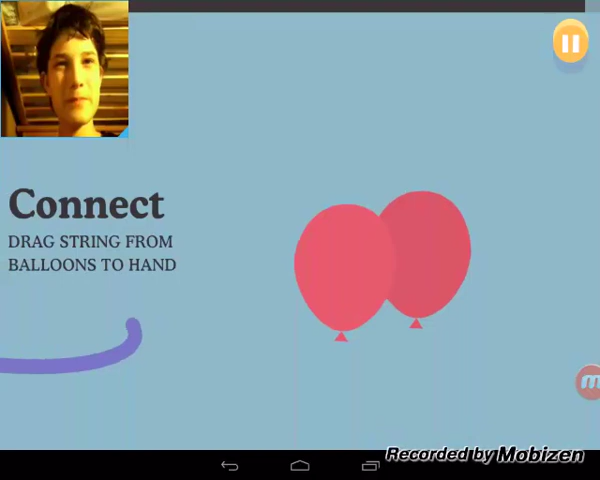 Connect
DRAG STRING FROM
BALLOONS TO HAND
m
Recorded by Mobizen